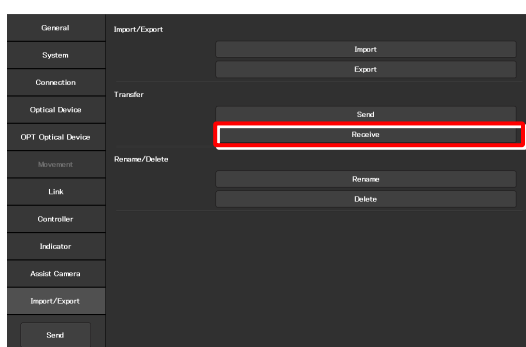 General
System
Connection
Optical Device
OPT Optical Device
Movement
Link
Controller
Indicator
Assist Camera
Import/Export
Send
Import/Export
Import
Export
Transfer
Send
Receive
Rename/Delete
Rename
Delete